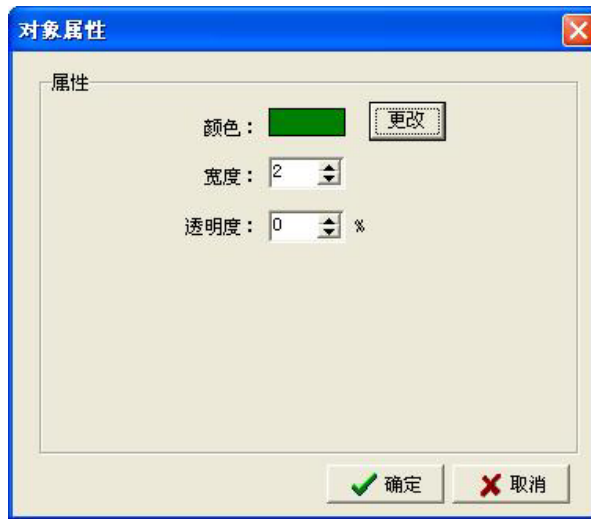 对象属性
属性
颜色： 更改
宽度： 2
透明度： 0 %
确定 取消